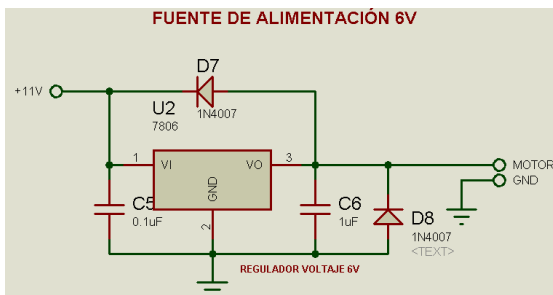 FUENTE DE ALIMENTACIÓN 6V
D7
+11V
U2
1N4007
7806
1
VI
VO
3
MOTOR
GND
GND
C5
0.1uF
2
C6
1uF
D8
1N4007
<TEXT>
REGULADOR VOLTAJE 6V